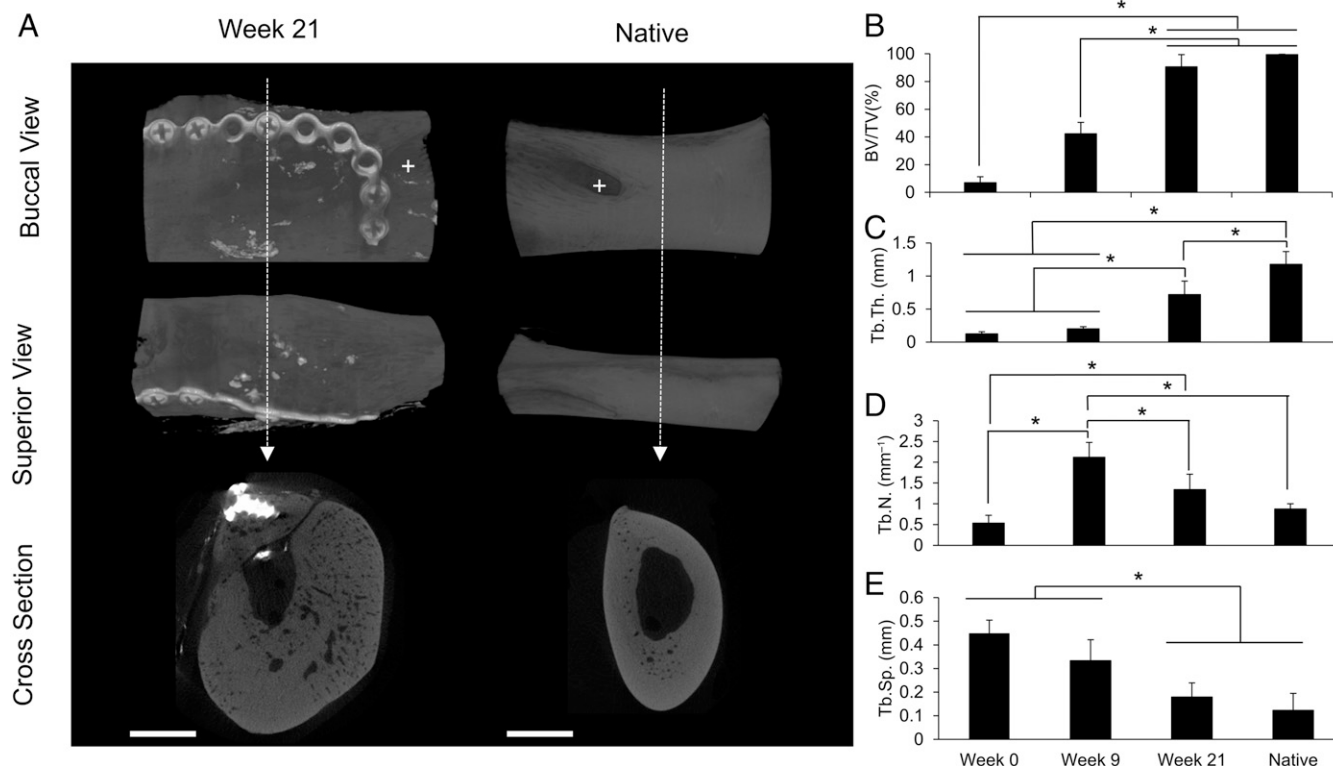 A
Week 21
Native
Buccal View
Superior View
Cross Section
+
+
B
*
*
BV/TV(%)
100
80
60
40
20
0
C
*
*
*
Tb.Th. (mm)
1.5
1
0.5
0
D
*
*
*
*
Tb.N. (mm⁻¹)
3
2.5
2
1.5
1
0.5
0
E
*
Tb.Sp. (mm)
0.6
0.5
0.4
0.3
0.2
0.1
0
Week 0 Week 9 Week 21 Native